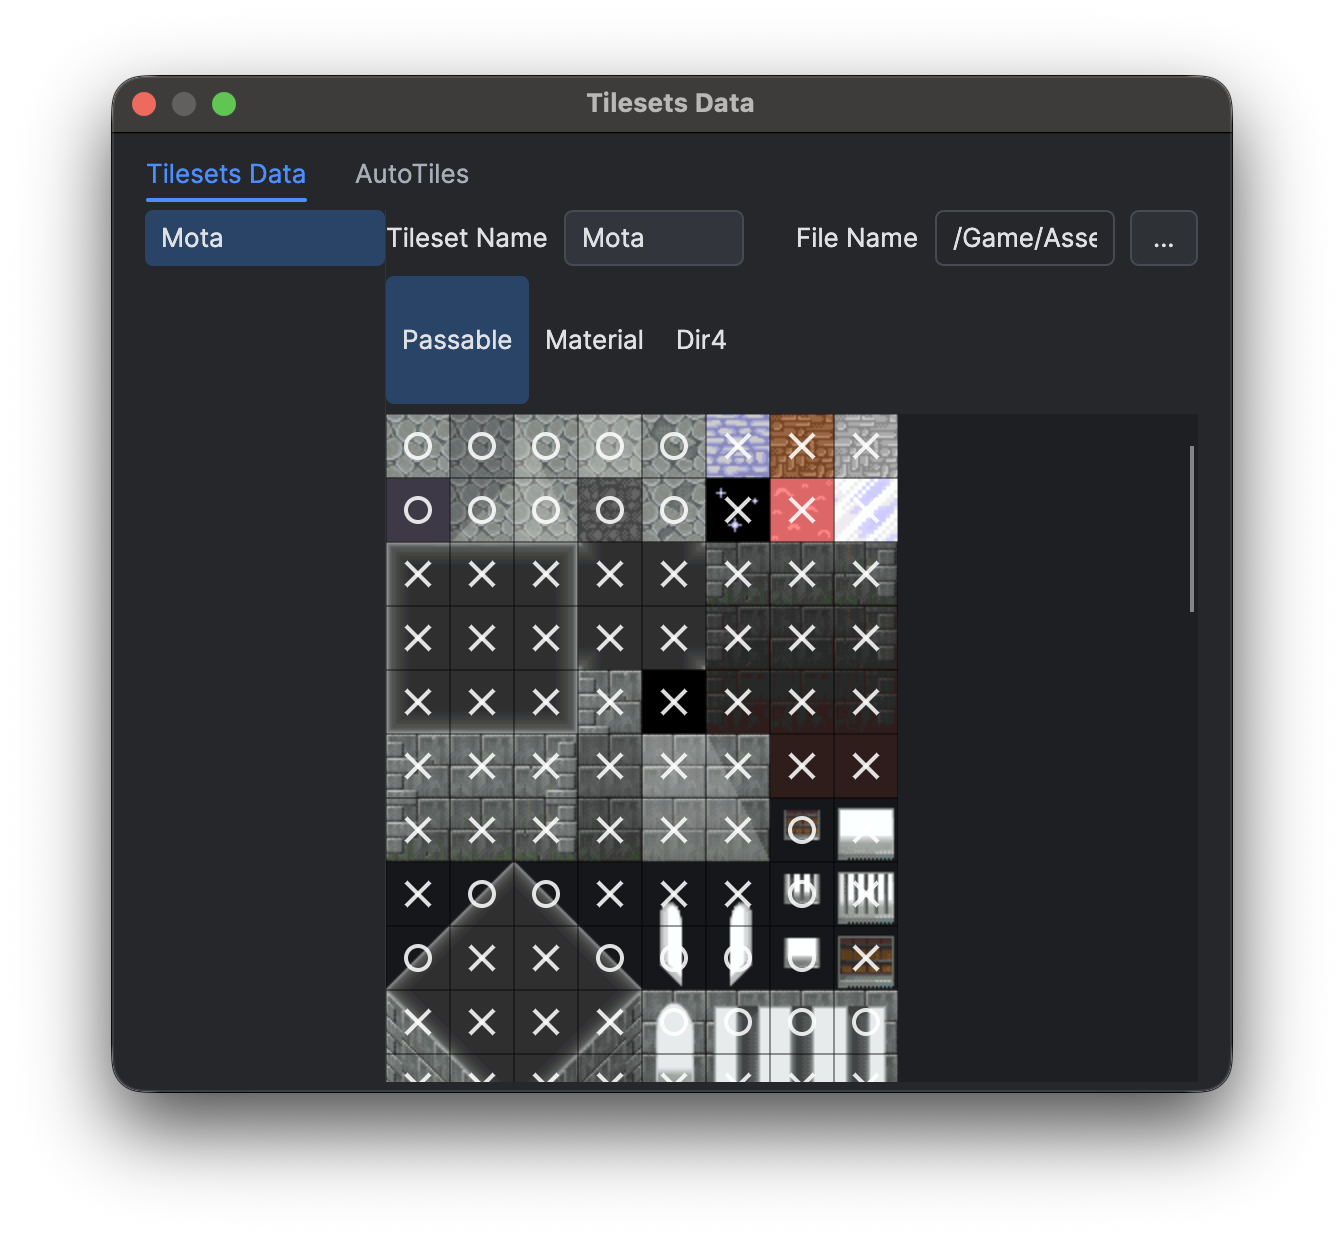 Tilesets Data
Tilesets Data AutoTiles
Mota Tileset Name Mota File Name /Game/Asse ...
Passable Material Dir4